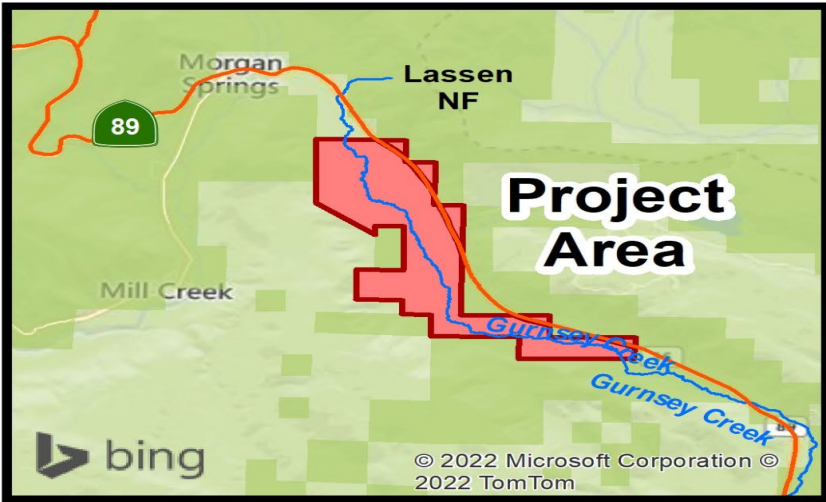 Morgan
Springs
Lassen
NF
89
Project
Area
Mill Creek
Gurnsey Creek
Gurnsey Creek
bing
© 2022 Microsoft Corporation ©
2022 TomTom